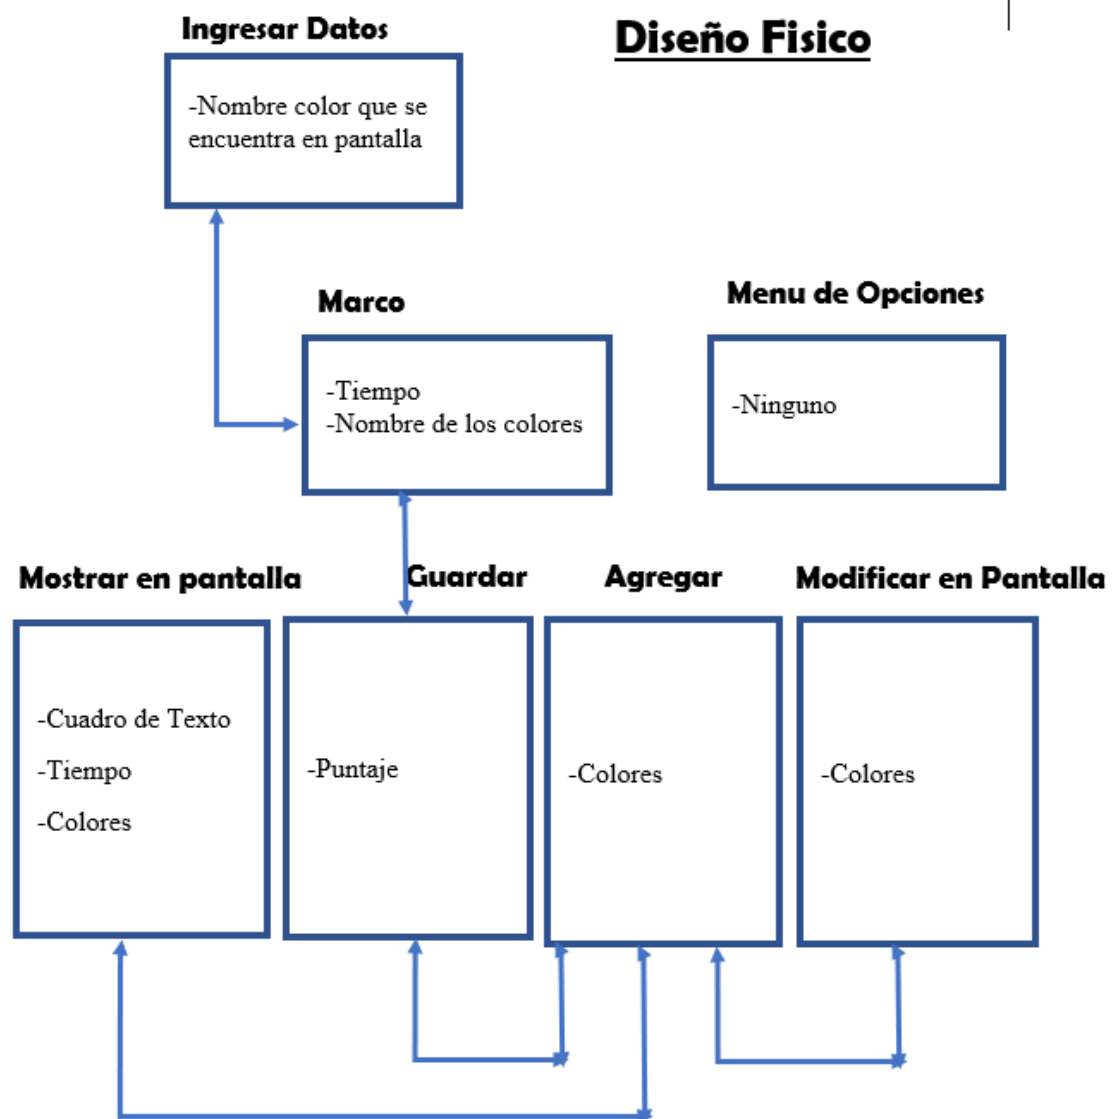 Ingresar Datos
Diseño Fisico
-Nombre color que se
encuentra en pantalla
Marco
-Tiempo
-Nombre de los colores
Menu de Opciones
-Ninguno
Mostrar en pantalla
-Cuadro de Texto
-Tiempo
-Colores
Guardar
-Puntaje
Agregar
-Colores
Modificar en Pantalla
-Colores